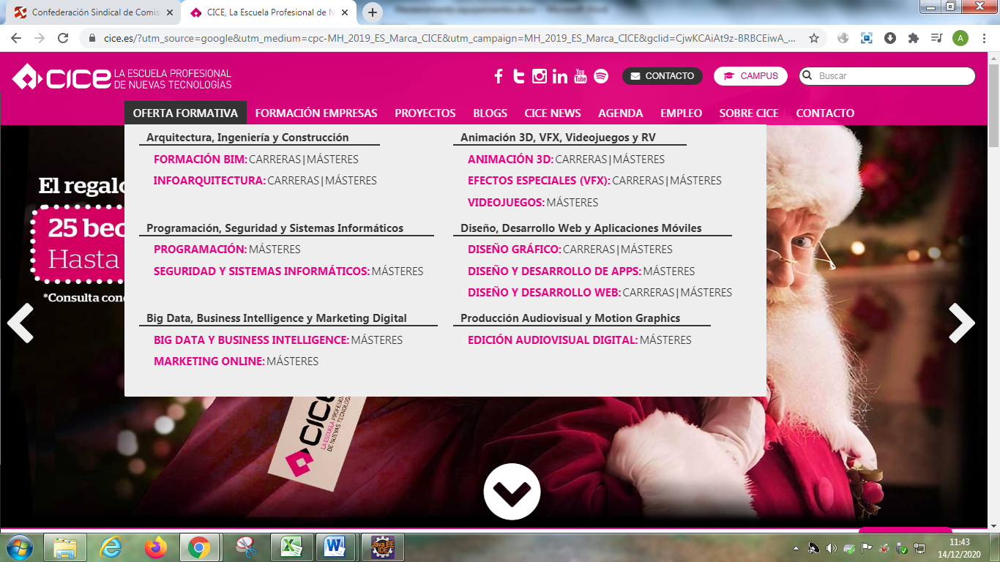 Confederación Sindical de Comis
CICE, La Escuela Profesional de N
cice.es/?utm_source=google&utm_medium=cpc-MH_2019_ES_Marca_CICE&utm_campaign=MH_2019_ES_Marca_CICE&gclid=CjwKCAiAt9z-BRBCEiwA_...
A
CICE LA ESCUELA PROFESIONAL
DE NUEVAS TECNOLOGÍAS
You Tube
CONTACTO
CAMPUS
Buscar
OFERTA FORMATIVA FORMACIÓN EMPRESAS PROYECTOS BLOGS CICE NEWS AGENDA EMPLEO SOBRE CICE CONTACTO
Arquitectura, Ingeniería y Construcción
FORMACIÓN BIM: CARRERAS|MÁSTERES
INFOARQUITECTURA: CARRERAS|MÁSTERES
Animación 3D, VFX, Videojuegos y RV
ANIMACIÓN 3D: CARRERAS|MÁSTERES
EFECTOS ESPECIALES (VFX): CARRERAS|MÁSTERES
VIDEOJUEGOS: MÁSTERES
Programación, Seguridad y Sistemas Informáticos
PROGRAMACIÓN: MÁSTERES
SEGURIDAD Y SISTEMAS INFORMÁTICOS: MÁSTERES
Diseño, Desarrollo Web y Aplicaciones Móviles
DISEÑO GRÁFICO: CARRERAS|MÁSTERES
DISEÑO Y DESARROLLO DE APPS: MÁSTERES
DISEÑO Y DESARROLLO WEB: CARRERAS|MÁSTERES
Big Data, Business Intelligence y Marketing Digital
BIG DATA Y BUSINESS INTELLIGENCE: MÁSTERES
MARKETING ONLINE: MÁSTERES
Producción Audiovisual y Motion Graphics
EDICIÓN AUDIOVISUAL DIGITAL: MÁSTERES
El regalo
25 bec
Hasta
*Consulta con
CICE
LA ESCUELA PROFESION
DE NUEVAS TECNOLOG
Java EE
IDE
11:43
14/12/2020